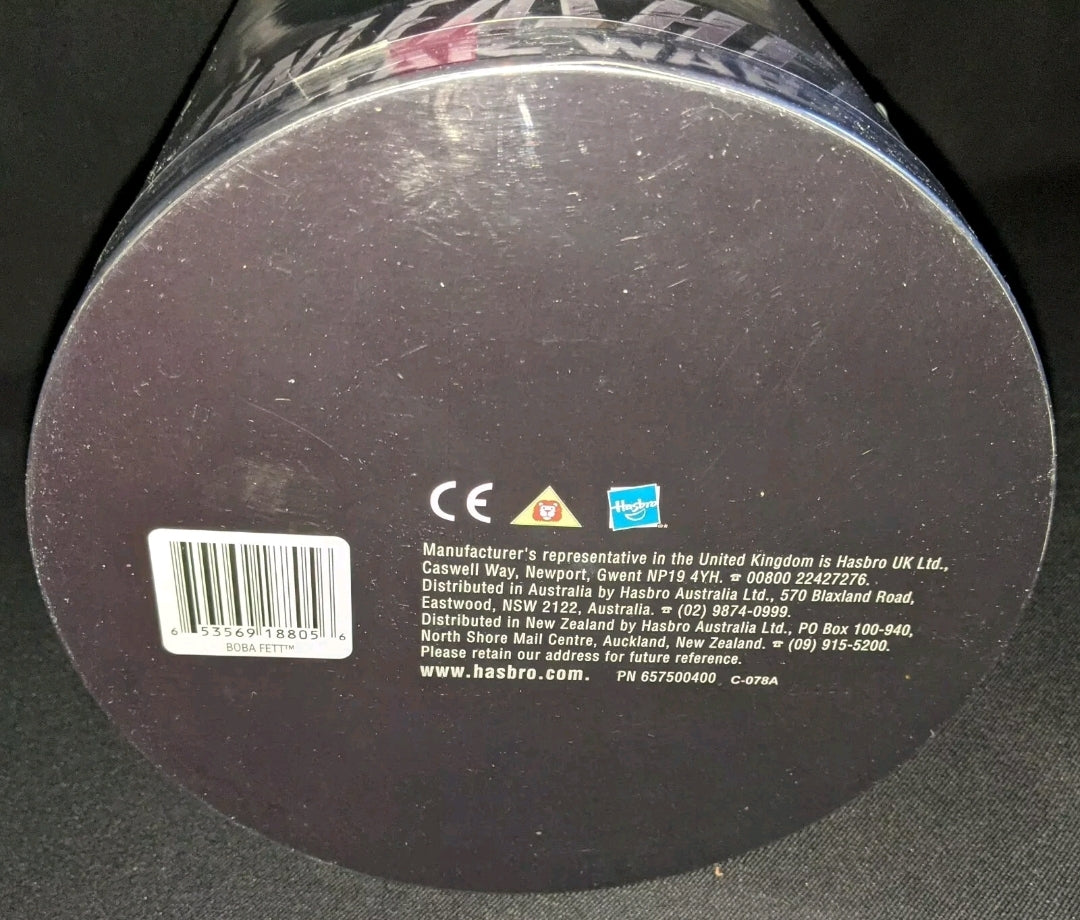 CE
Hasbro
Manufacturer's representative in the United Kingdom is Hasbro UK Ltd.,
Caswell Way, Newport, Gwent NP19 4YH. ☎ 00800 22427276.
Distributed in Australia by Hasbro Australia Ltd., 570 Blaxland Road,
Eastwood, NSW 2122, Australia. ☎ (02) 9874-0999.
Distributed in New Zealand by Hasbro Australia Ltd., PO Box 100-940,
North Shore Mail Centre, Auckland, New Zealand. ☎ (09) 915-5200.
Please retain our address for future reference.
www.hasbro.com. PN 657500400 C-078A
6 53569 18805 6
BOBA FETT™